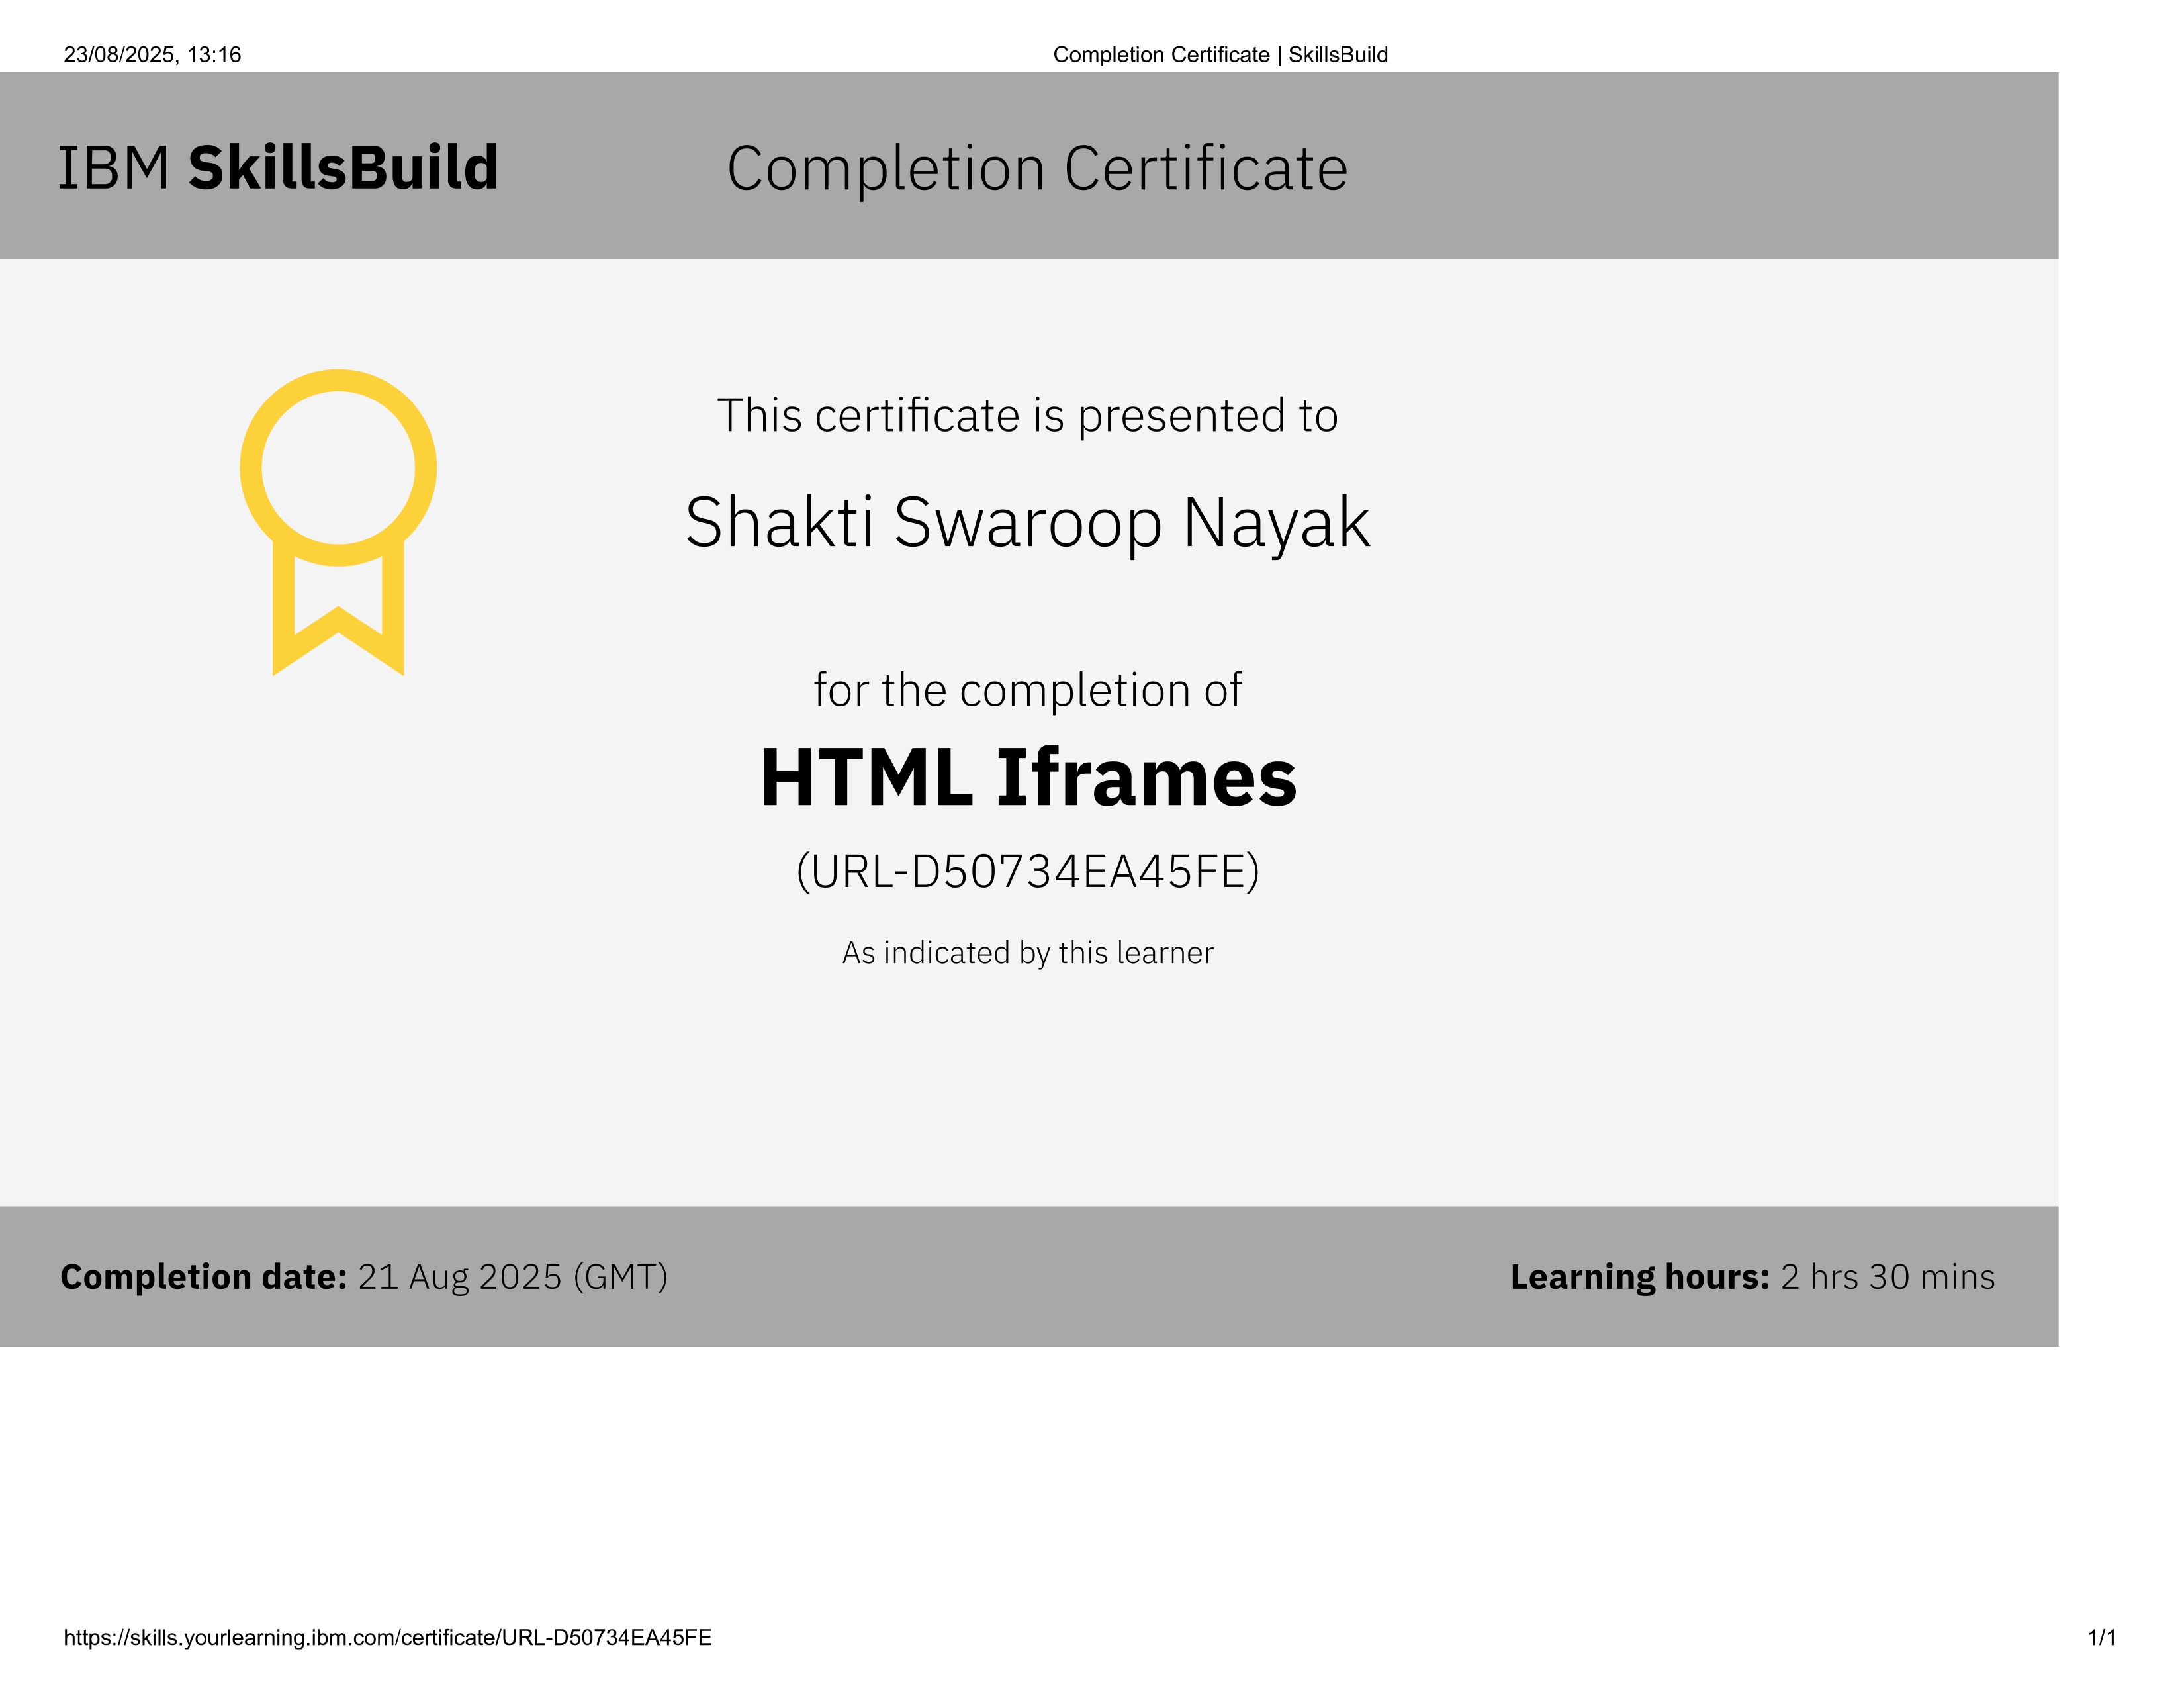 23/08/2025, 13:16
Completion Certificate | SkillsBuild
IBM SkillsBuild
Completion Certificate
This certificate is presented to
Shakti Swaroop Nayak
for the completion of
HTML Iframes
(URL-D50734EA45FE)
As indicated by this learner
Completion date: 21 Aug 2025 (GMT)
Learning hours: 2 hrs 30 mins
https://skills.yourlearning.ibm.com/certificate/URL-D50734EA45FE
1/1